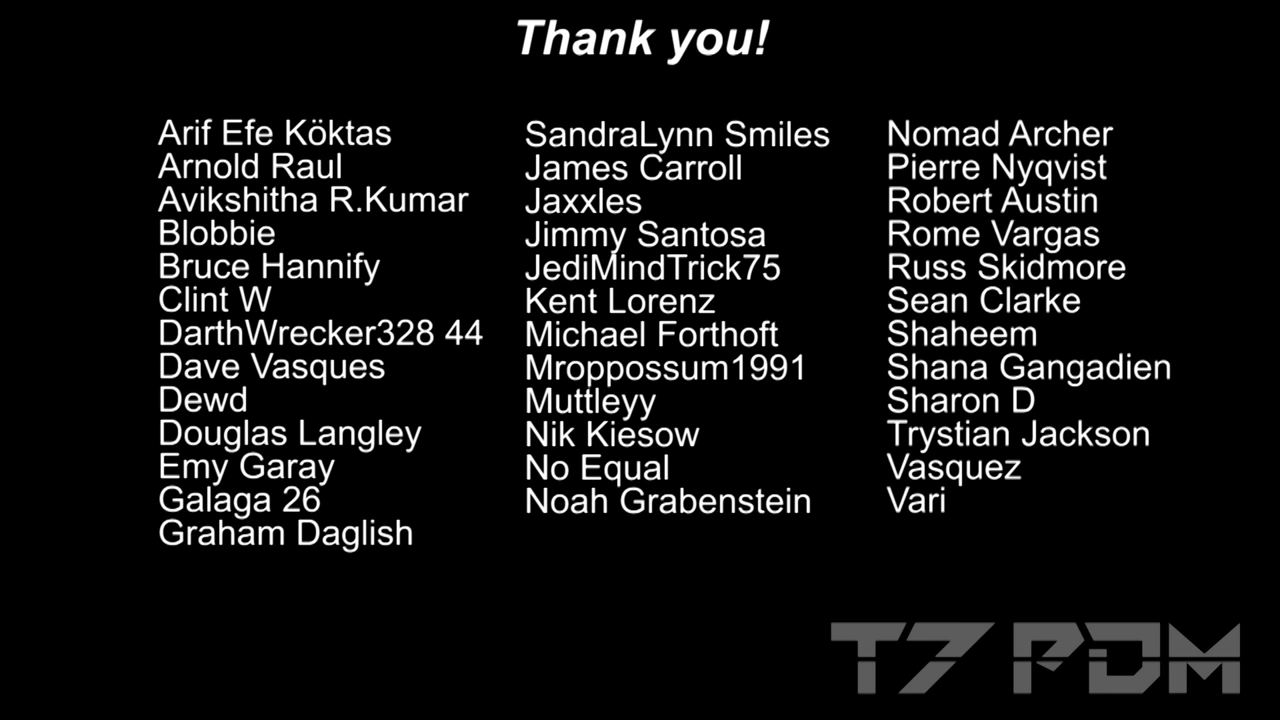 Thank you!
Arif Efe Köktas
Arnold Raul
Avikshitha R.Kumar
Blobbie
Bruce Hannify
Clint W
DarthWrecker328 44
Dave Vasques
Dewd
Douglas Langley
Emy Garay
Galaga 26
Graham Daglish
SandraLynn Smiles
James Carroll
Jaxxles
Jimmy Santosa
JediMindTrick75
Kent Lorenz
Michael Forthoft
Mroppossum1991
Muttleyy
Nik Kiesow
No Equal
Noah Grabenstein
Nomad Archer
Pierre Nyqvist
Robert Austin
Rome Vargas
Russ Skidmore
Sean Clarke
Shaheem
Shana Gangadien
Sharon D
Trystian Jackson
Vasquez
Vari
T7 PDM